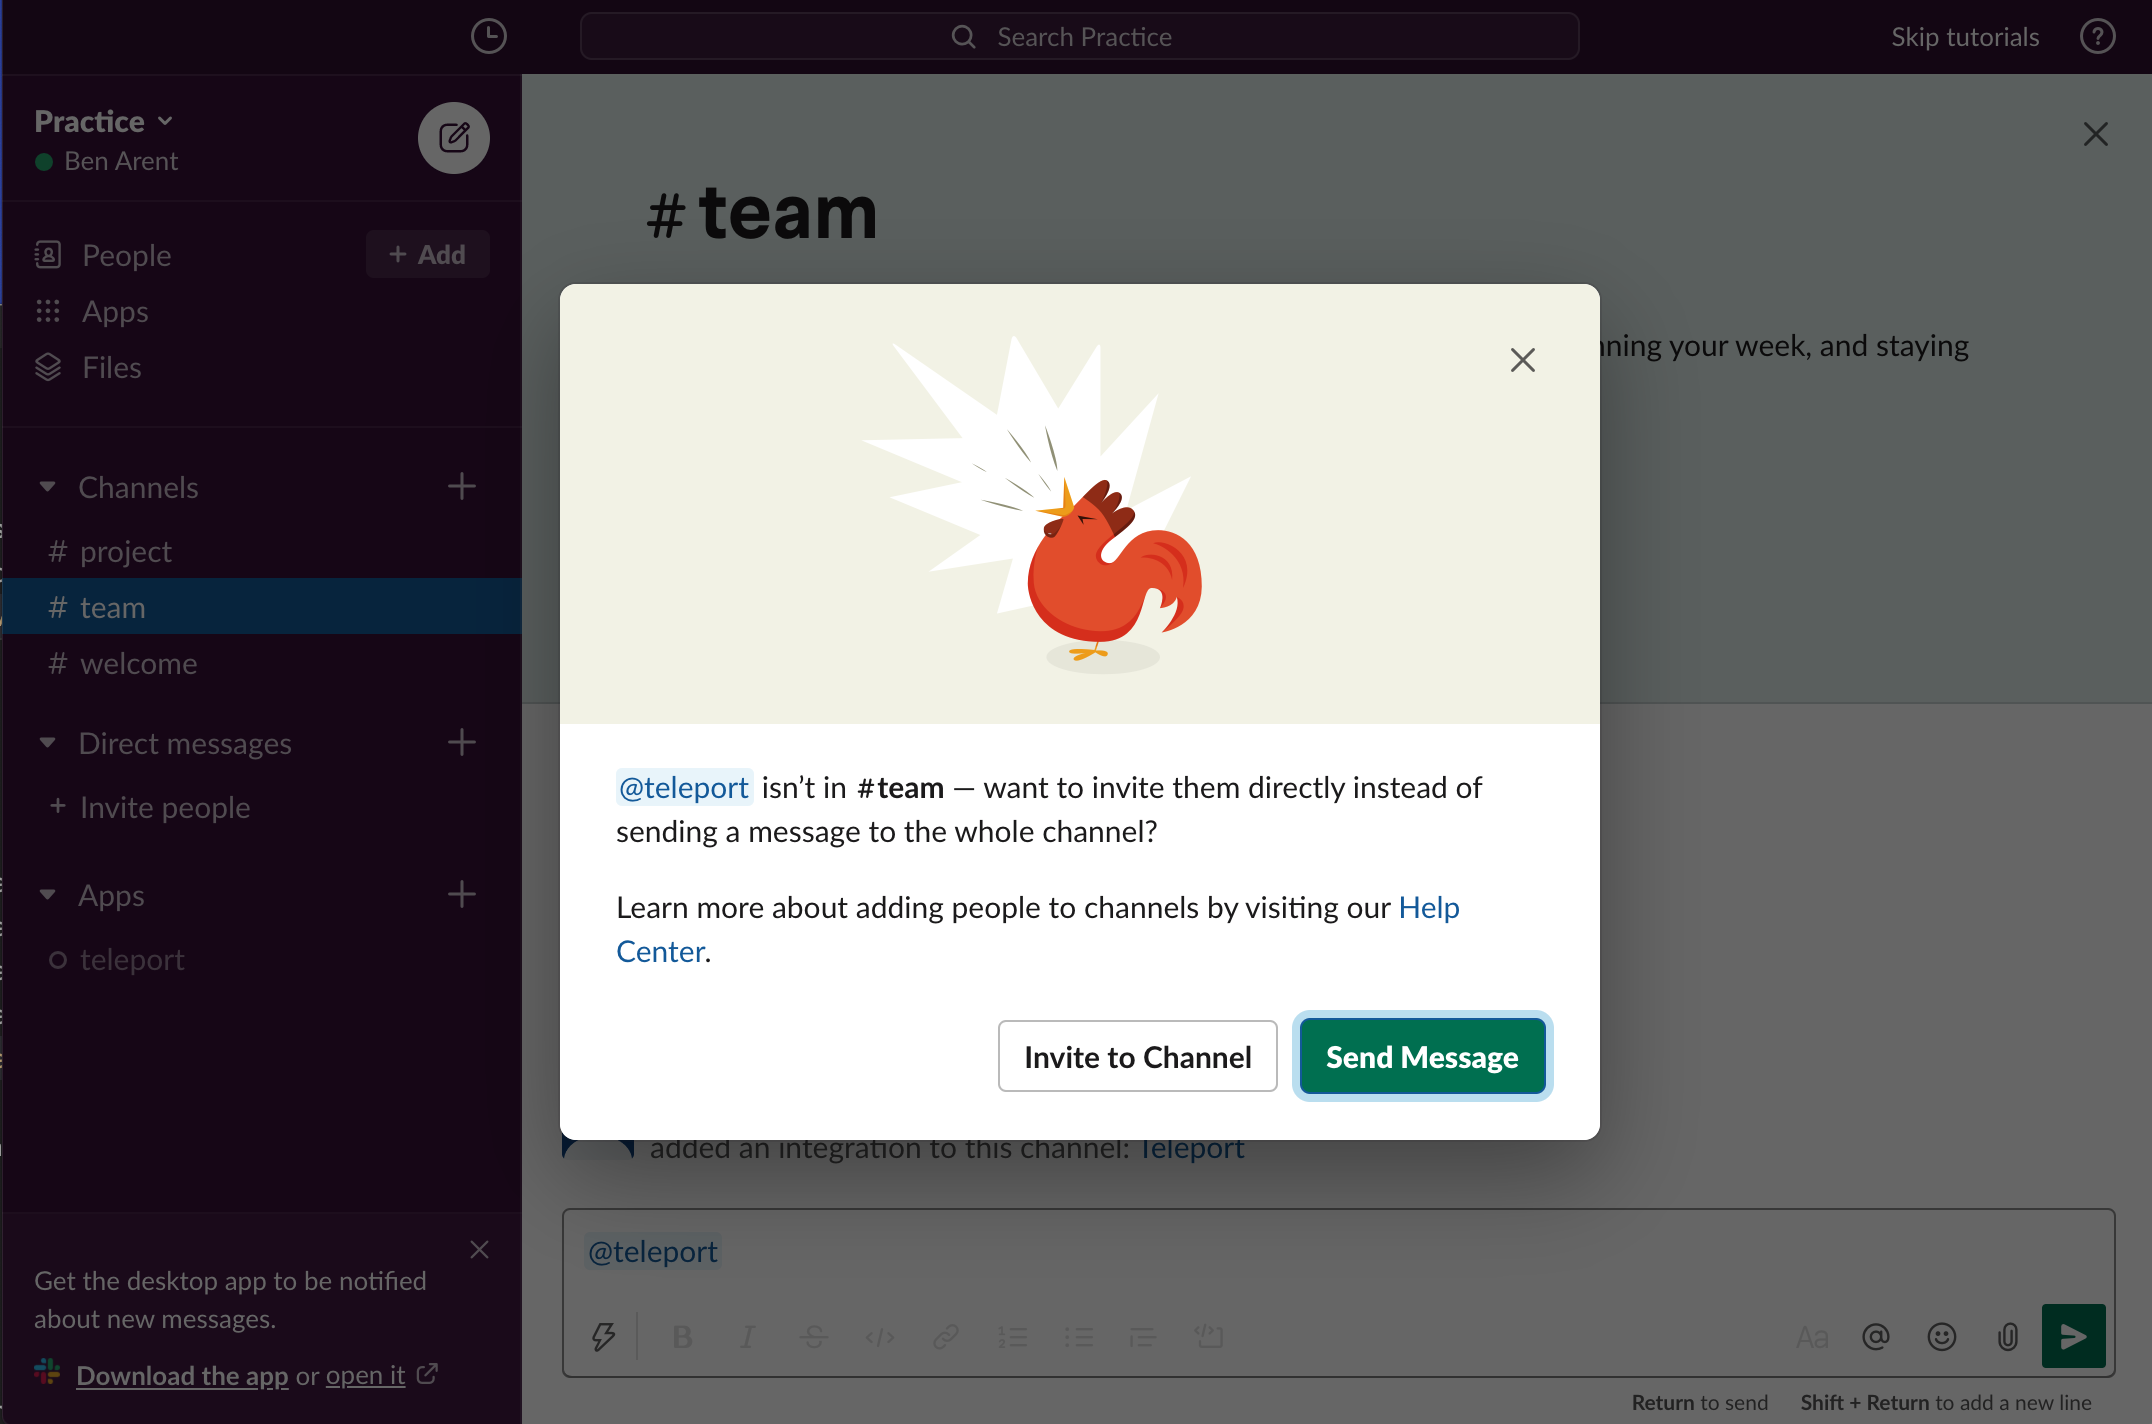 Search Practice
Skip tutorials
?
Practice
Ben Arent
People
+ Add
Apps
Files
Channels
# project
# team
# welcome
Direct messages
+ Invite people
Apps
teleport
Get the desktop app to be notified
about new messages.
Download the app or open it
# team
nning your week, and staying
@teleport isn’t in #team — want to invite them directly instead of
sending a message to the whole channel?
Learn more about adding people to channels by visiting our Help
Center.
Invite to Channel
Send Message
added an integration to this channel: Teleport
@teleport
B I S </> Aa @
Return to send Shift + Return to add a new line